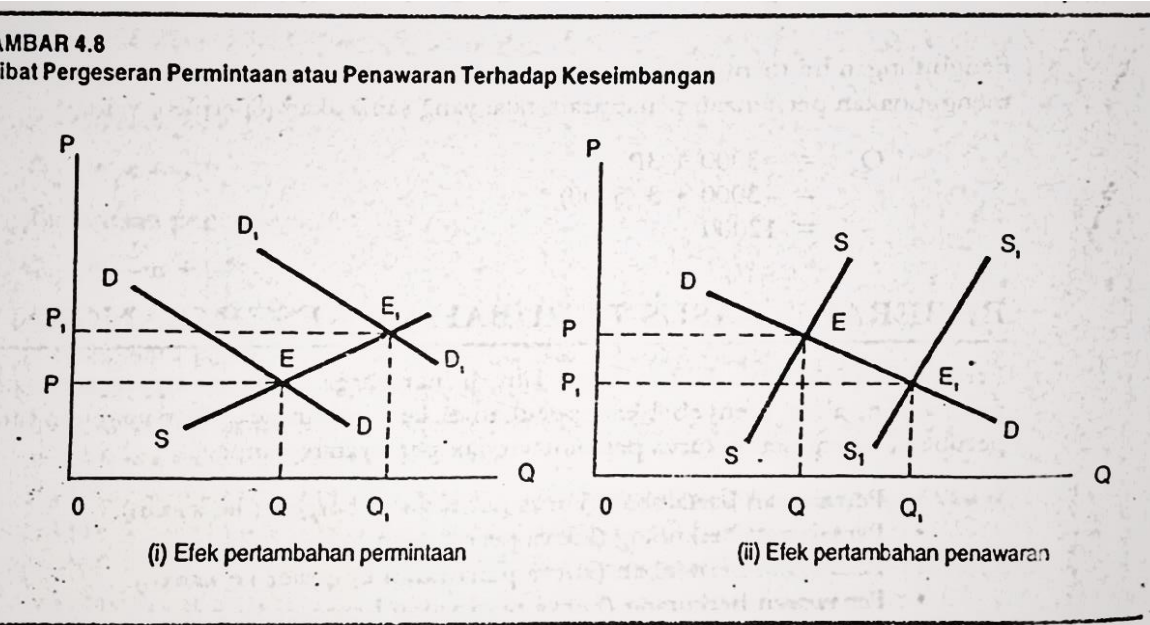 AMBAR 4.8
ibat Pergeseran Permintaan atau Penawaran Terhadap Keseimbangan
P
D₁
D
E₁
P₁
E
D₁
P
S
D
Q
0
Q
Q₁
(i) Efek pertambahan permintaan
P
S
S₁
D
P
E
P₁
E₁
D
S
S₁
Q
0
Q
Q₁
(ii) Efek pertambahan penawaran